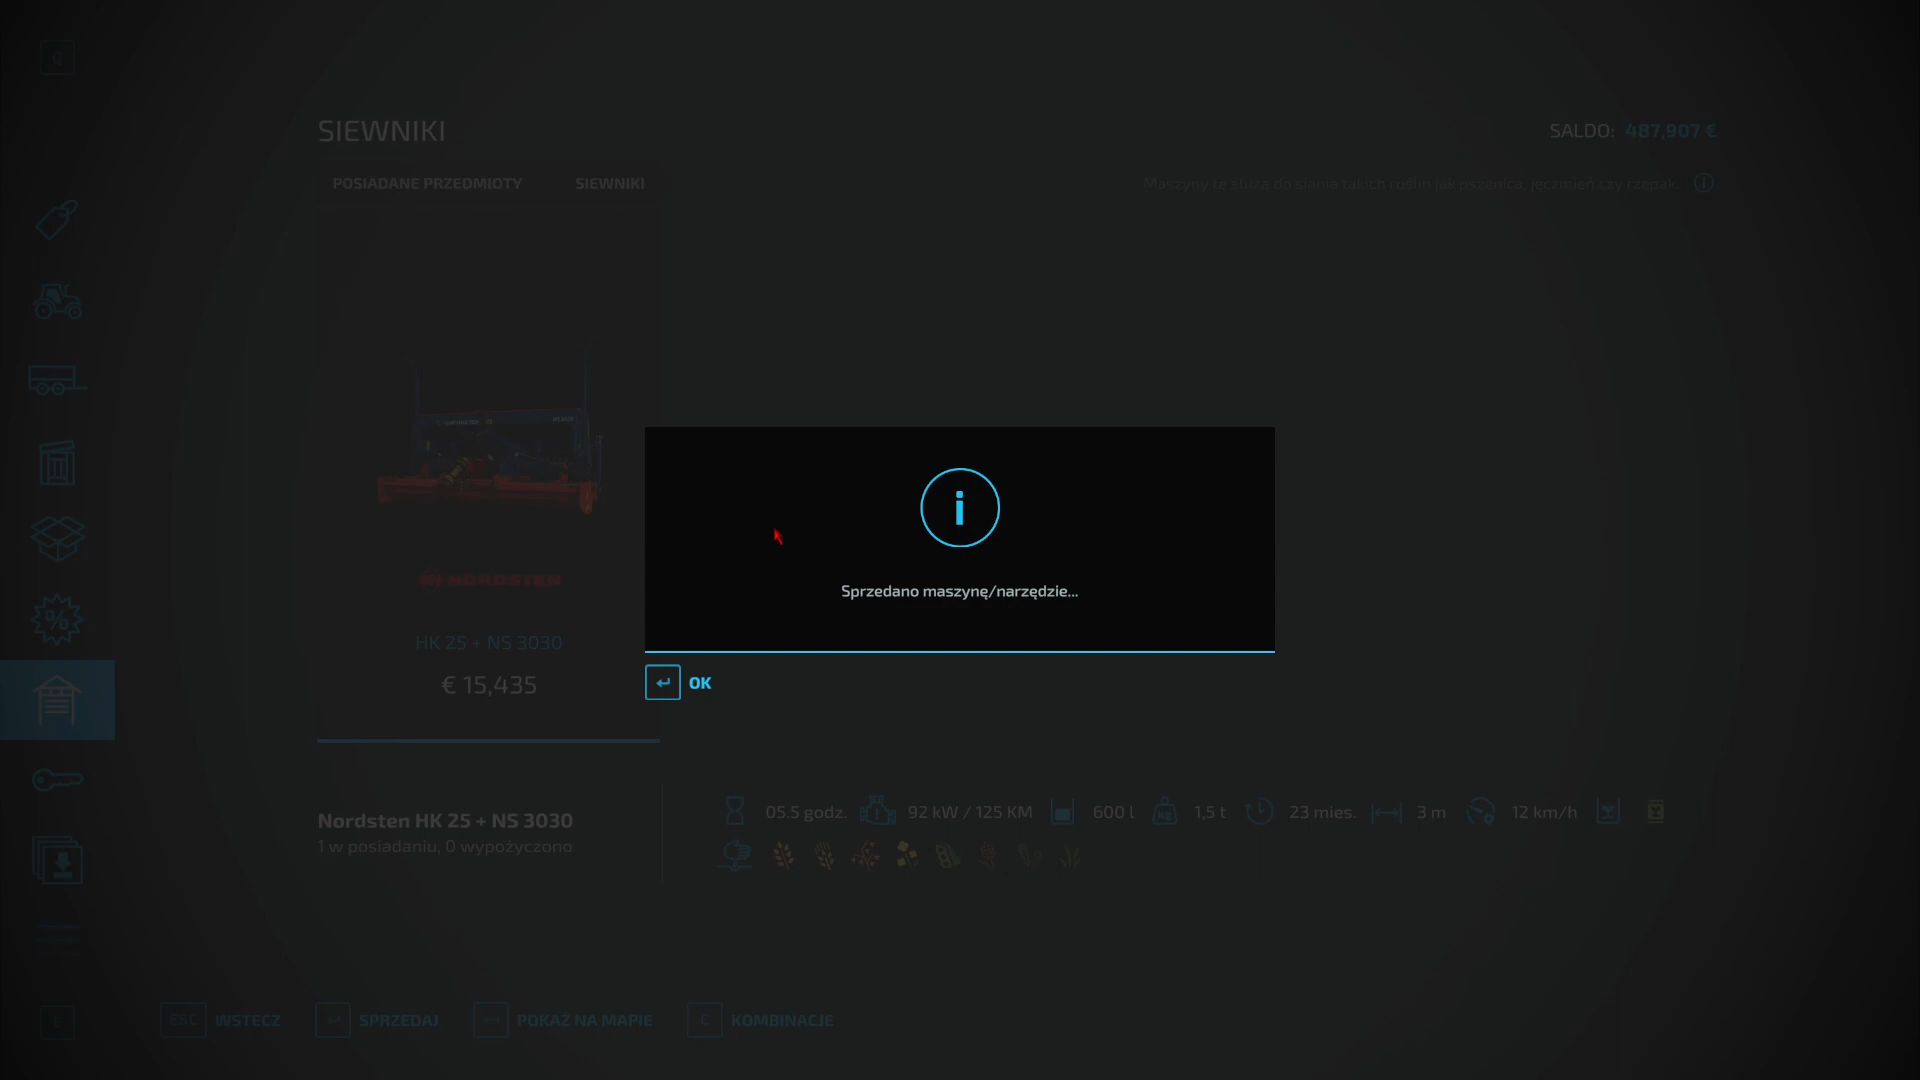 Q
SIEWNIKI
SALDO: 487,907 €
POSIADANE PRZEDMIOTY SIEWNIKI
Maszyny te służą do siania takich roślin jak pszenica, jęczmień czy rzepak.
Sprzedano maszynę/narzędzie...
OK
NORDSTEN
HK 25 + NS 3030
€ 15,435
Nordsten HK 25 + NS 3030
1 w posiadaniu, 0 wypożyczono
05.5 godz. 92 kW / 125 KM 600 l 1,5 t 23 mies. 3 m 12 km/h
E
ESC WSTECZ SPRZEDAJ POKAŻ NA MAPIE C KOMBINACJE